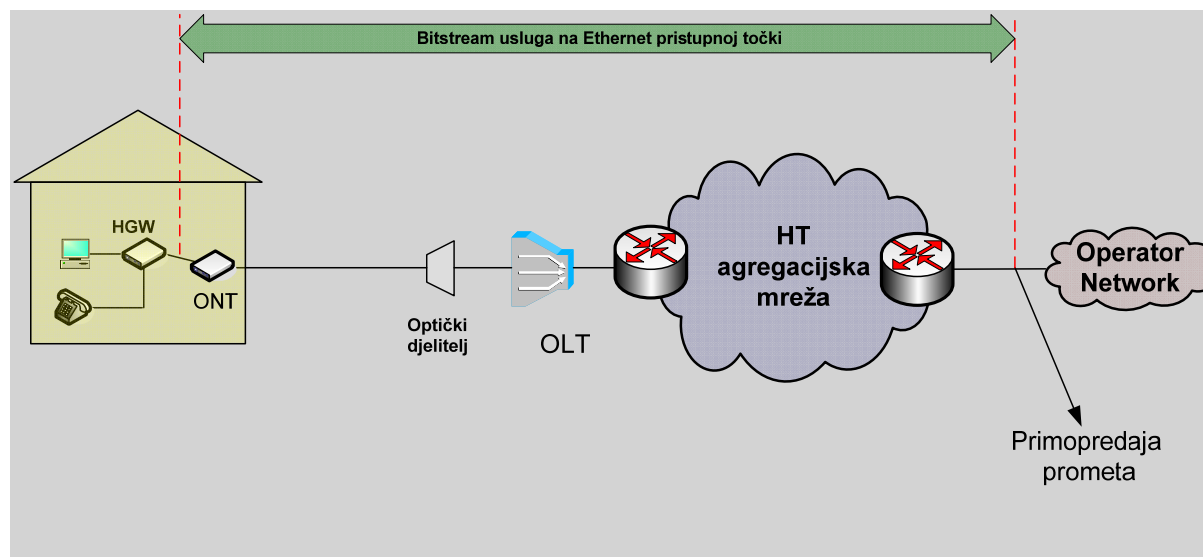 Bitstream usluga na Ethernet pristupnoj točki
HGW
ONT
Optički
djelitelj
OLT
HT
agregacijska
mreža
Operator
Network
Primopredaja
prometa